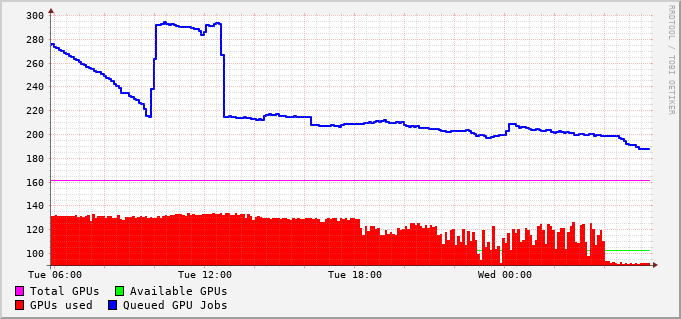 300
280
260
240
220
200
180
160
140
120
100
Tue 06:00 Tue 12:00 Tue 18:00 Wed 00:00
Total GPUs Available GPUs
GPUs used Queued GPU Jobs
RRDTOOL / TOBI OETIKER